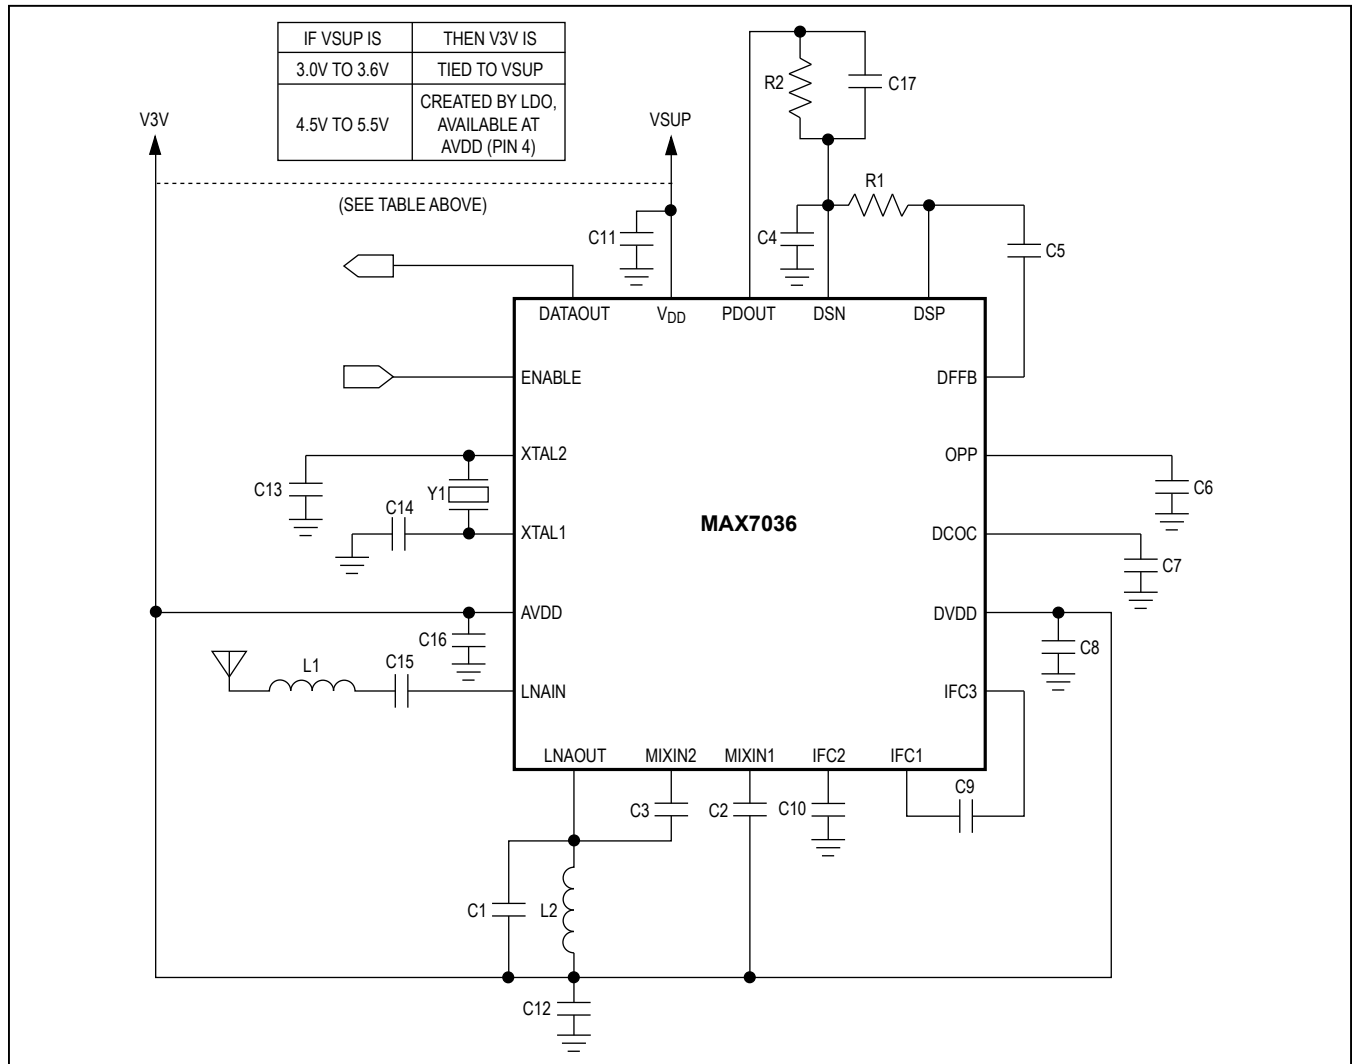 IF VSUP IS THEN V3V IS
3.0V TO 3.6V TIED TO VSUP
4.5V TO 5.5V CREATED BY LDO,
AVAILABLE AT
AVDD (PIN 4)
V3V
VSUP
(SEE TABLE ABOVE)
R2
C17
R1
C11
C4
C5
DATAOUT
VDD
PDOUT
DSN
DSP
ENABLE
DFFB
XTAL2
OPP
C13
Y1
C14
C6
XTAL1
MAX7036
DCOC
C7
AVDD
DVDD
C16
C8
L1
C15
LNAIN
IFC3
LNAOUT
MIXIN2
MIXIN1
IFC2
IFC1
C3
C2
C10
C9
C1
L2
C12